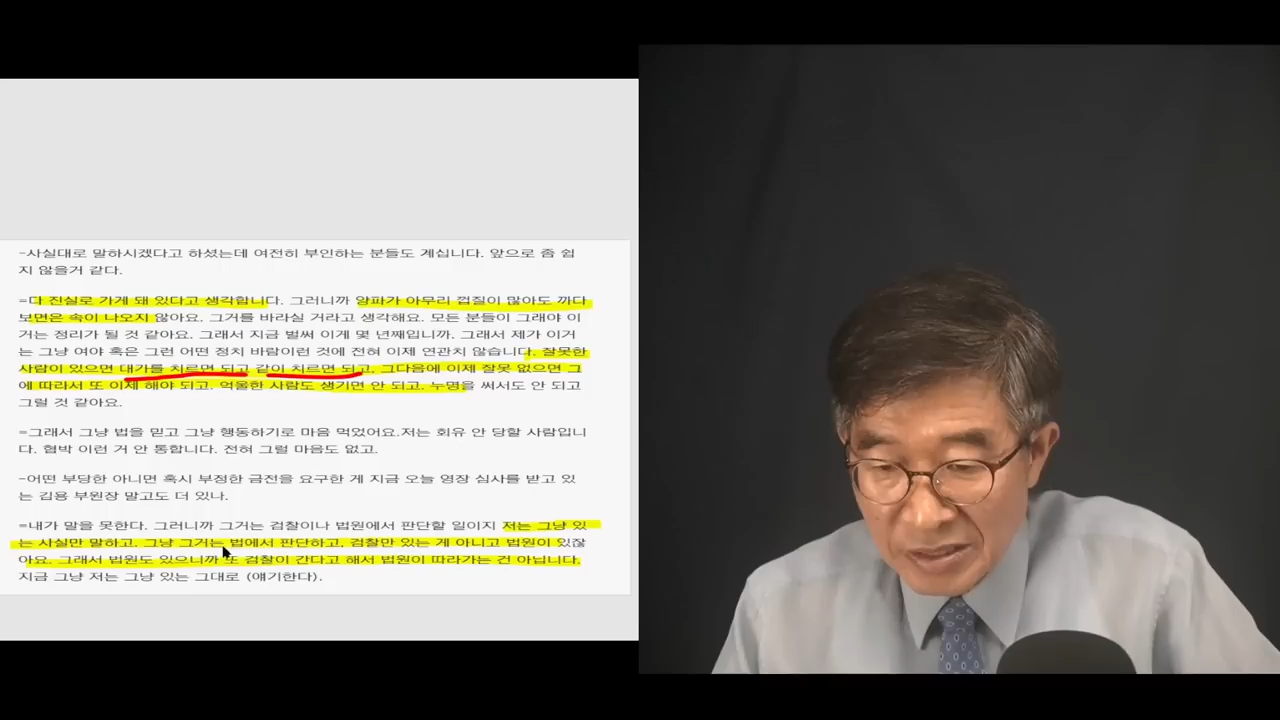 -사실대로 말하시겠다고 하셨는데 여전히 부인하는 분들도 계십니다. 앞으로 좀 쉽
지 않을거 같다.
=다 진실로 가게 돼 있다고 생각합니다. 그러니까 양파가 아무리 껍질이 많아도 까다
보면은 속이 나오지 않아요. 그거를 바라실 거라고 생각해요. 모든 분들이 그래야 이
거는 정리가 될 것 같아요. 그래서 지금 벌써 이게 몇 년째입니까. 그래서 제가 이거
는 그냥 여야 혹은 그런 어떤 정치 바람이런 것에 전혀 이제 연관치 않습니다. 잘못한
사람이 있으면 대가를 치르면 되고 같이 치르면 되고, 그다음에 이제 잘못 없으면 그
에 따라서 또 이제 해야 되고. 억울한 사람도 생기면 안 되고. 누명을 써서도 안 되고
그럴 것 같아요.
=그래서 그냥 법을 믿고 그냥 행동하기로 마음 먹었어요.저는 회유 안 당할 사람입니
다. 협박 이런 거 안 통합니다. 전혀 그럴 마음도 없고.
-어떤 부당한 아니면 혹시 부정한 금전을 요구한 게 지금 오늘 영장 심사를 받고 있
는 김용 부원장 말고도 더 있나.
=내가 말을 못한다. 그러니까 그거는 검찰이나 법원에서 판단할 일이지 저는 그냥 있
는 사실만 말하고. 그냥 그거는 법에서 판단하고, 검찰만 있는 게 아니고 법원이 있잖
아요. 그래서 법원도 있으니까 또 검찰이 간다고 해서 법원이 따라가는 건 아닙니다.
지금 그냥 저는 그냥 있는 그대로 (얘기한다).